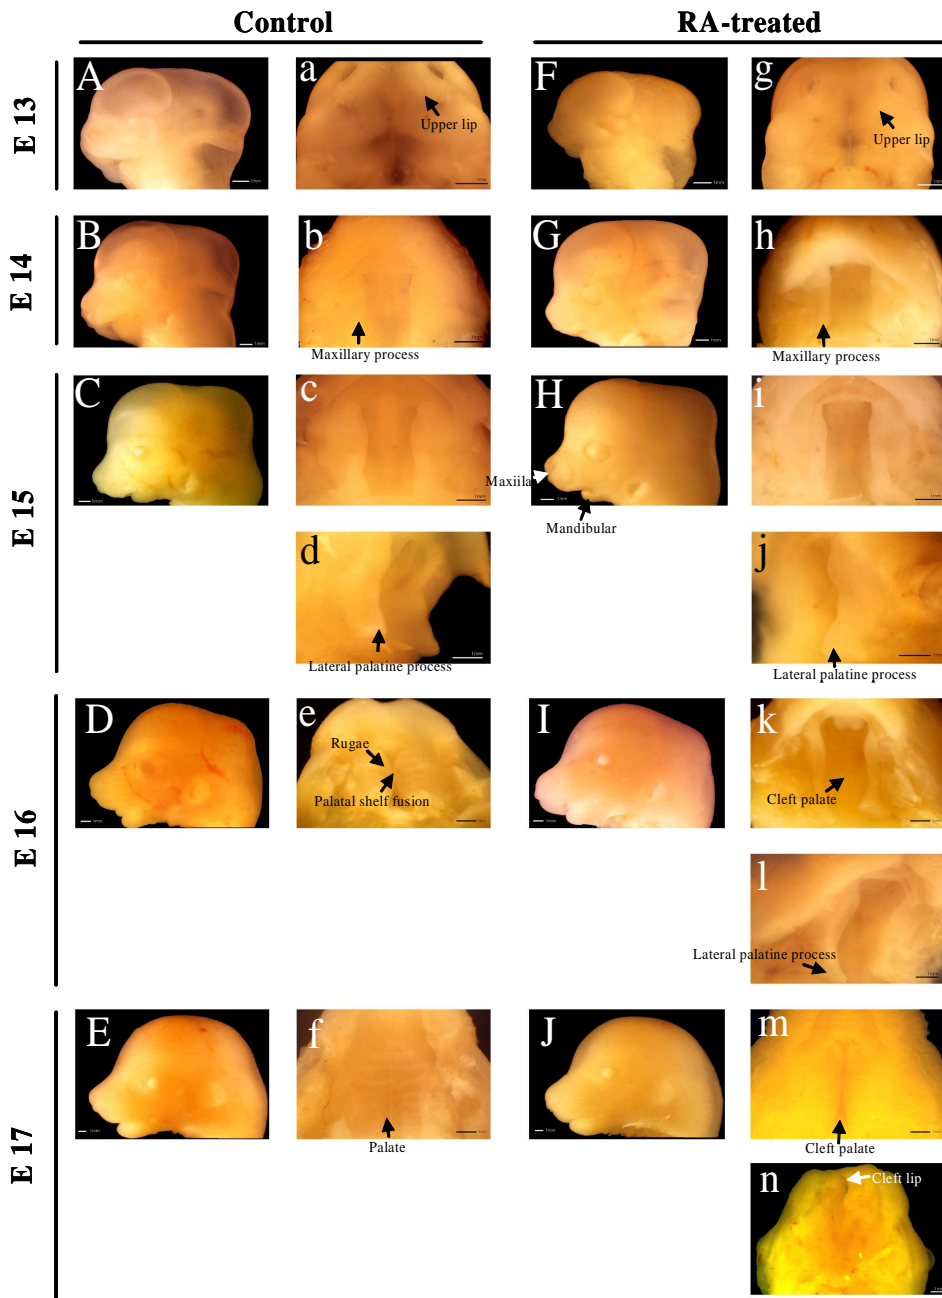 Control
RA-treated
E 13
A
a
Upper lip
F
g
Upper lip
E 14
B
b
Maxillary process
G
h
Maxillary process
E 15
C
c
H
Maxiila
Mandibular
i
d
Lateral palatine process
j
Lateral palatine process
E 16
D
e
Rugae
Palatal shelf fusion
I
k
Cleft palate
l
Lateral palatine process
E 17
E
f
Palate
J
m
Cleft palate
n
Cleft lip